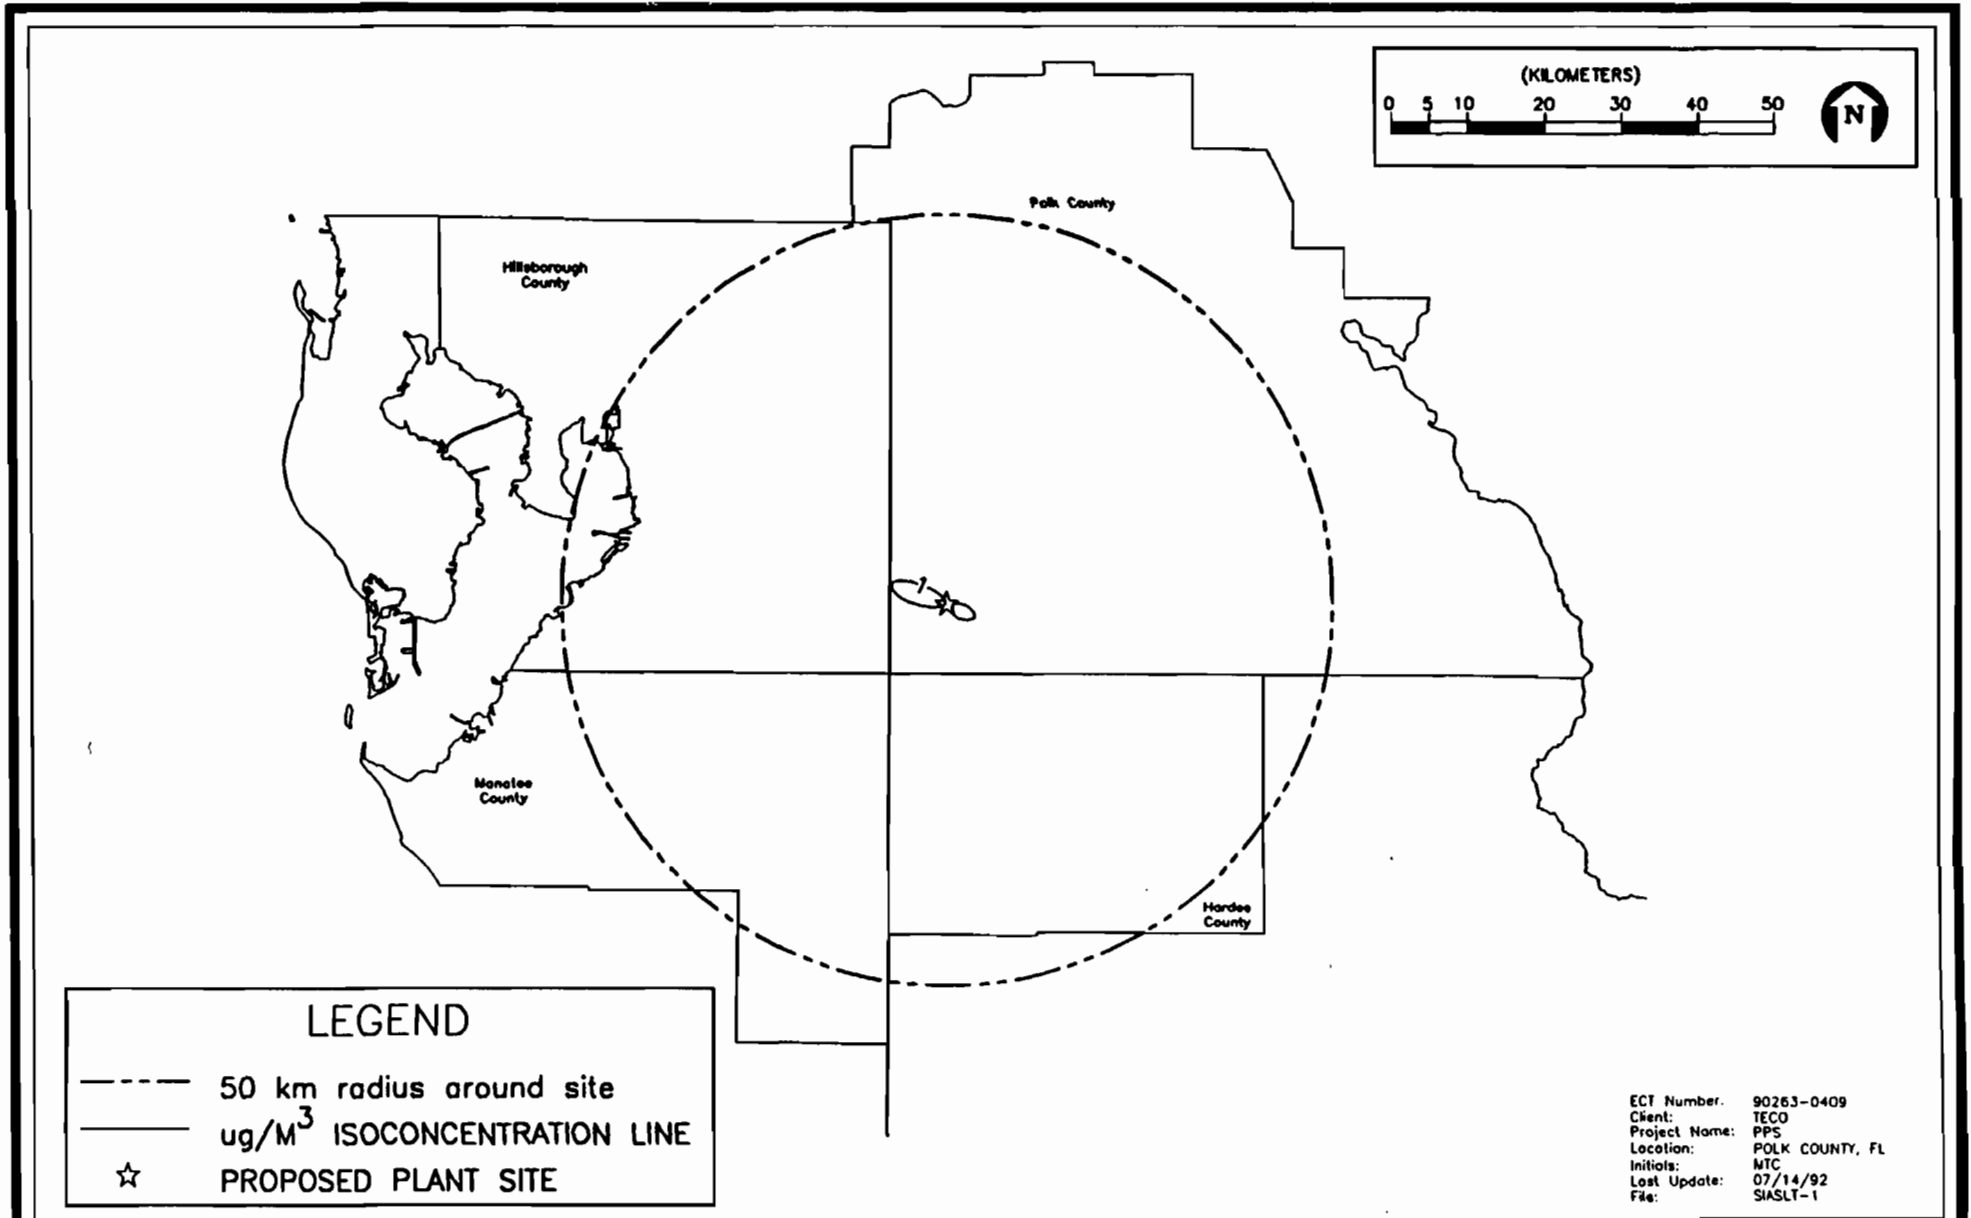 (KILOMETERS)
0 5 10 20 30 40 50
N
Polk County
Hillsborough
County
1
Manatee
County
Hardee
County
LEGEND
50 km radius around site
ug/M³ ISOCONCENTRATION LINE
PROPOSED PLANT SITE
ECT Number. 90263-0409
Client: TECO
Project Name: PPS
Location: POLK COUNTY, FL
Initials: MTC
Last Update: 07/14/92
File: SIASLT-1